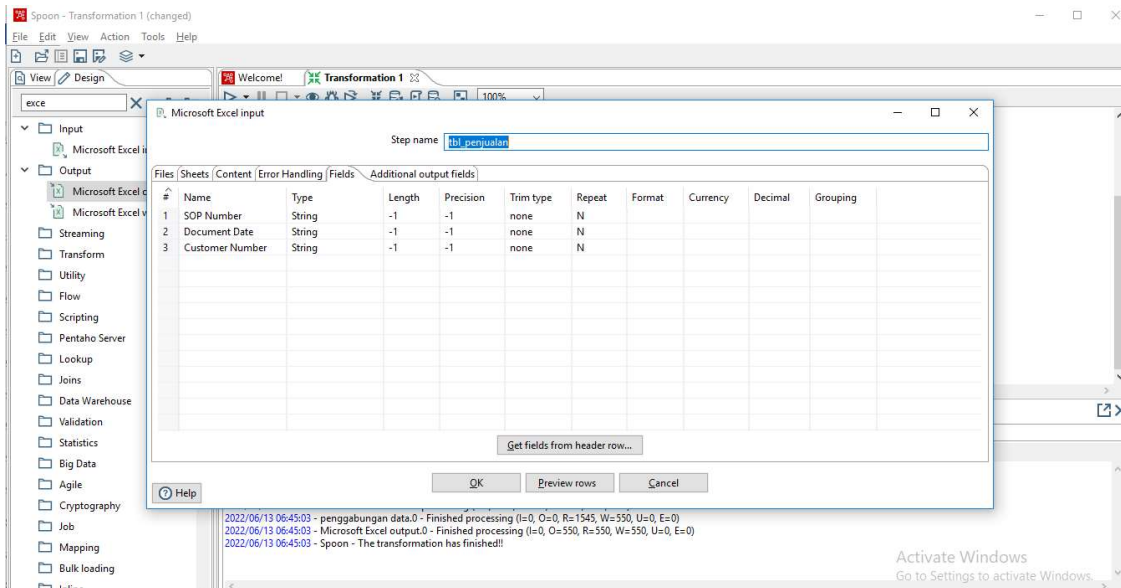 Spoon - Transformation 1 (changed)
File Edit View Action Tools Help
View Design
Welcome! Transformation 1
exce
100%
Microsoft Excel input
Step name tbl_penjualan
Input
Microsoft Excel
Output
Microsoft Excel
Microsoft Excel
Streaming
Transform
Utility
Flow
Scripting
Pentaho Server
Lookup
Joins
Data Warehouse
Validation
Statistics
Big Data
Agile
Cryptography
Job
Mapping
Bulk loading
Files Sheets Content Error Handling Fields Additional output fields
# Name Type Length Precision Trim type Repeat Format Currency Decimal Grouping
1 SOP Number String -1 -1 none N
2 Document Date String -1 -1 none N
3 Customer Number String -1 -1 none N
Get fields from header row...
OK Preview rows Cancel
Help
2022/06/13 06:45:03 - penggabungan data.0 - Finished processing (I=0, O=0, R=1545, W=550, U=0, E=0)
2022/06/13 06:45:03 - Microsoft Excel output.0 - Finished processing (I=0, O=550, R=550, W=550, U=0, E=0)
2022/06/13 06:45:03 - Spoon - The transformation has finished!!
Activate Windows
Go to Settings to activate Windows.